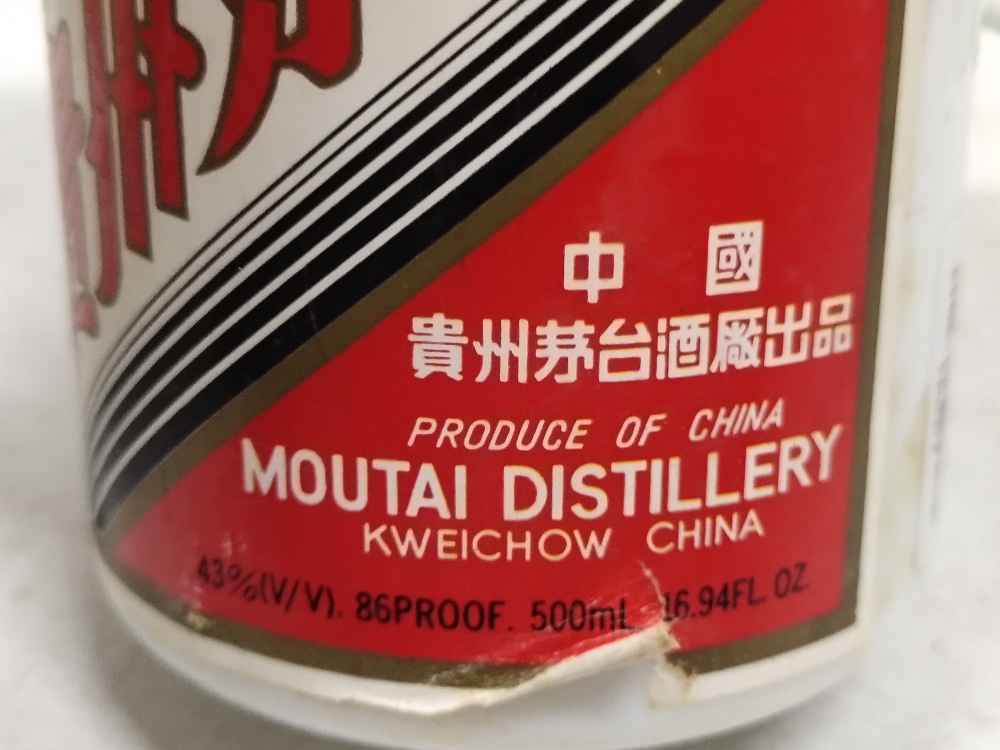 中 國
貴州茅台酒廠出品
PRODUCE OF CHINA
MOUTAI DISTILLERY
KWEICHOW CHINA
43%(V/V). 86PROOF. 500mL 16.94FL. OZ.